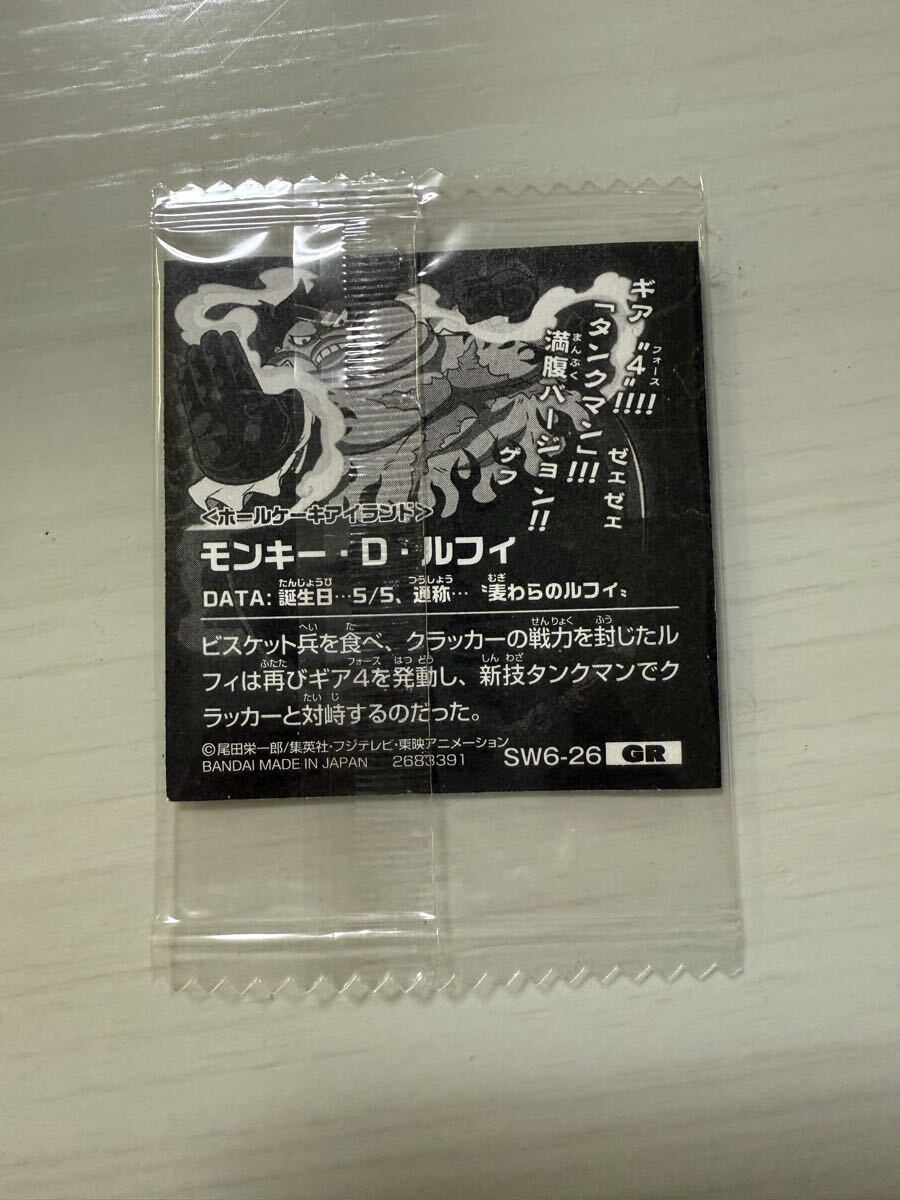 ギア“4”!!!!
「タンクマン」!!!
満腹バージョン!!
ゼェゼェ
ゲフ
<ホールケーキアイランド>
モンキー・D・ルフィ
DATA: 誕生日…5/5、通称…〝麦わらのルフィ〟
ビスケット兵を食べ、クラッカーの戦力を封じたル
フィは再びギア4を発動し、新技タンクマンでク
ラッカーと対峙するのだった。
©尾田栄一郎/集英社・フジテレビ・東映アニメーション
BANDAI MADE IN JAPAN 2683391 SW6-26 GR